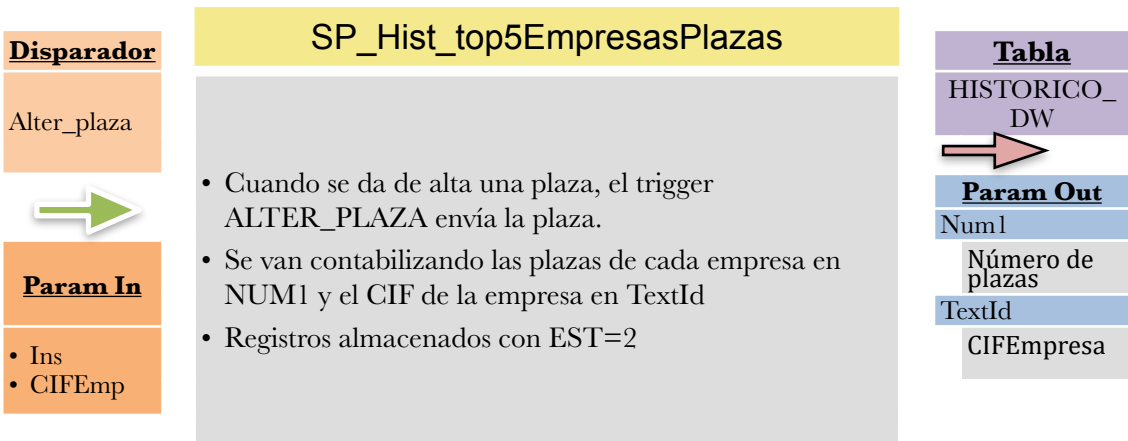 SP_Hist_top5EmpresasPlazas
Disparador
Alter_plaza
Param In
• Ins
• CIFEmp
• Cuando se da de alta una plaza, el trigger
ALTER_PLAZA envía la plaza.
• Se van contabilizando las plazas de cada empresa en
NUM1 y el CIF de la empresa en TextId
• Registros almacenados con EST=2
Tabla
HISTORICO_
DW
Param Out
Num1
Número de
plazas
TextId
CIFEmpresa